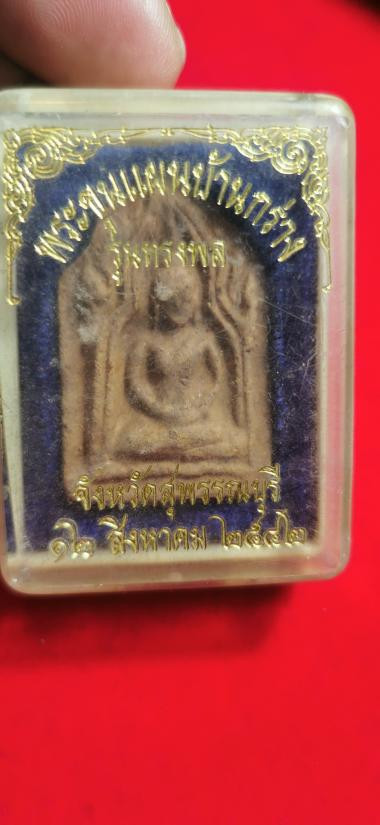 พระขุนแผนบ้านกร่าง
รุ่นทรงพล
จังหวัดสุพรรณบุรี
๑๒ สิงหาคม ๒๕๔๒